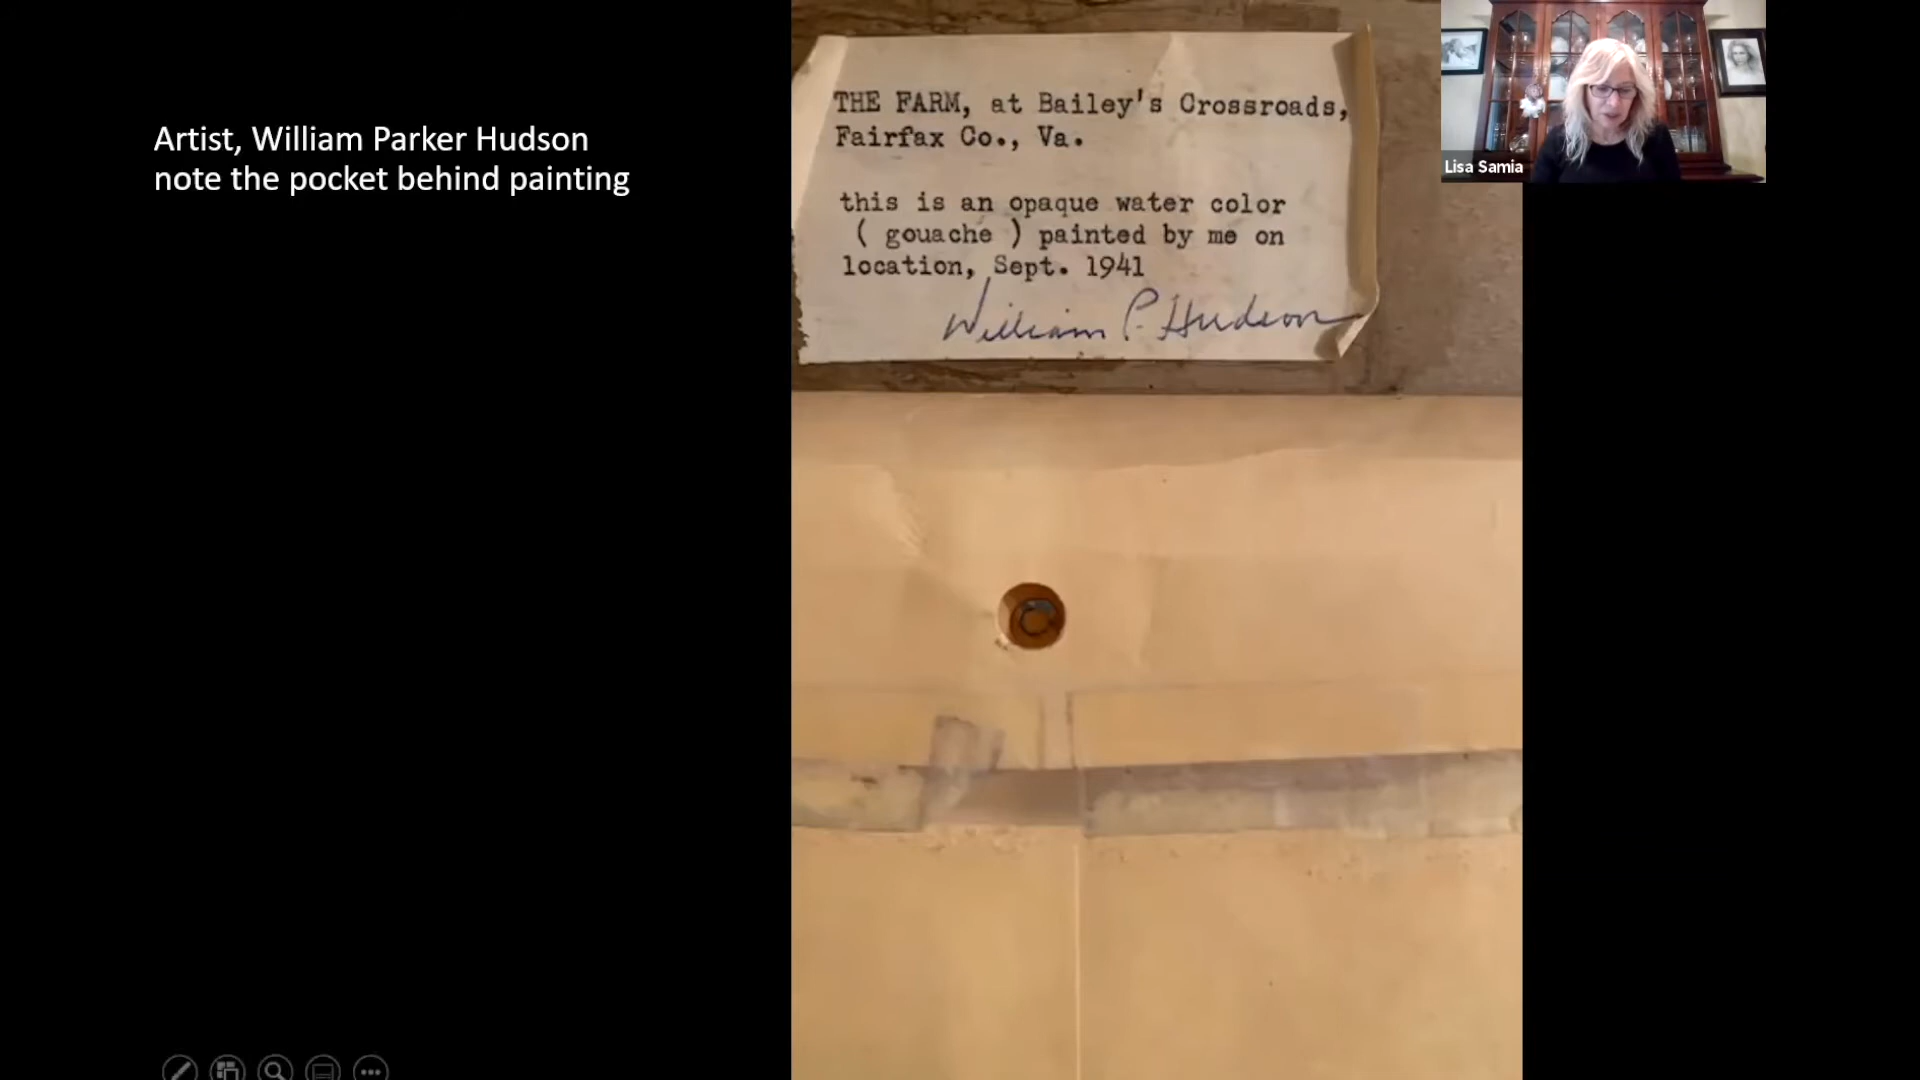 Artist, William Parker Hudson
note the pocket behind painting
THE FARM, at Bailey's Crossroads,
Fairfax Co., Va.
this is an opaque water color
( gouache ) painted by me on
location, Sept. 1941
William P. Hudson
Lisa Samia